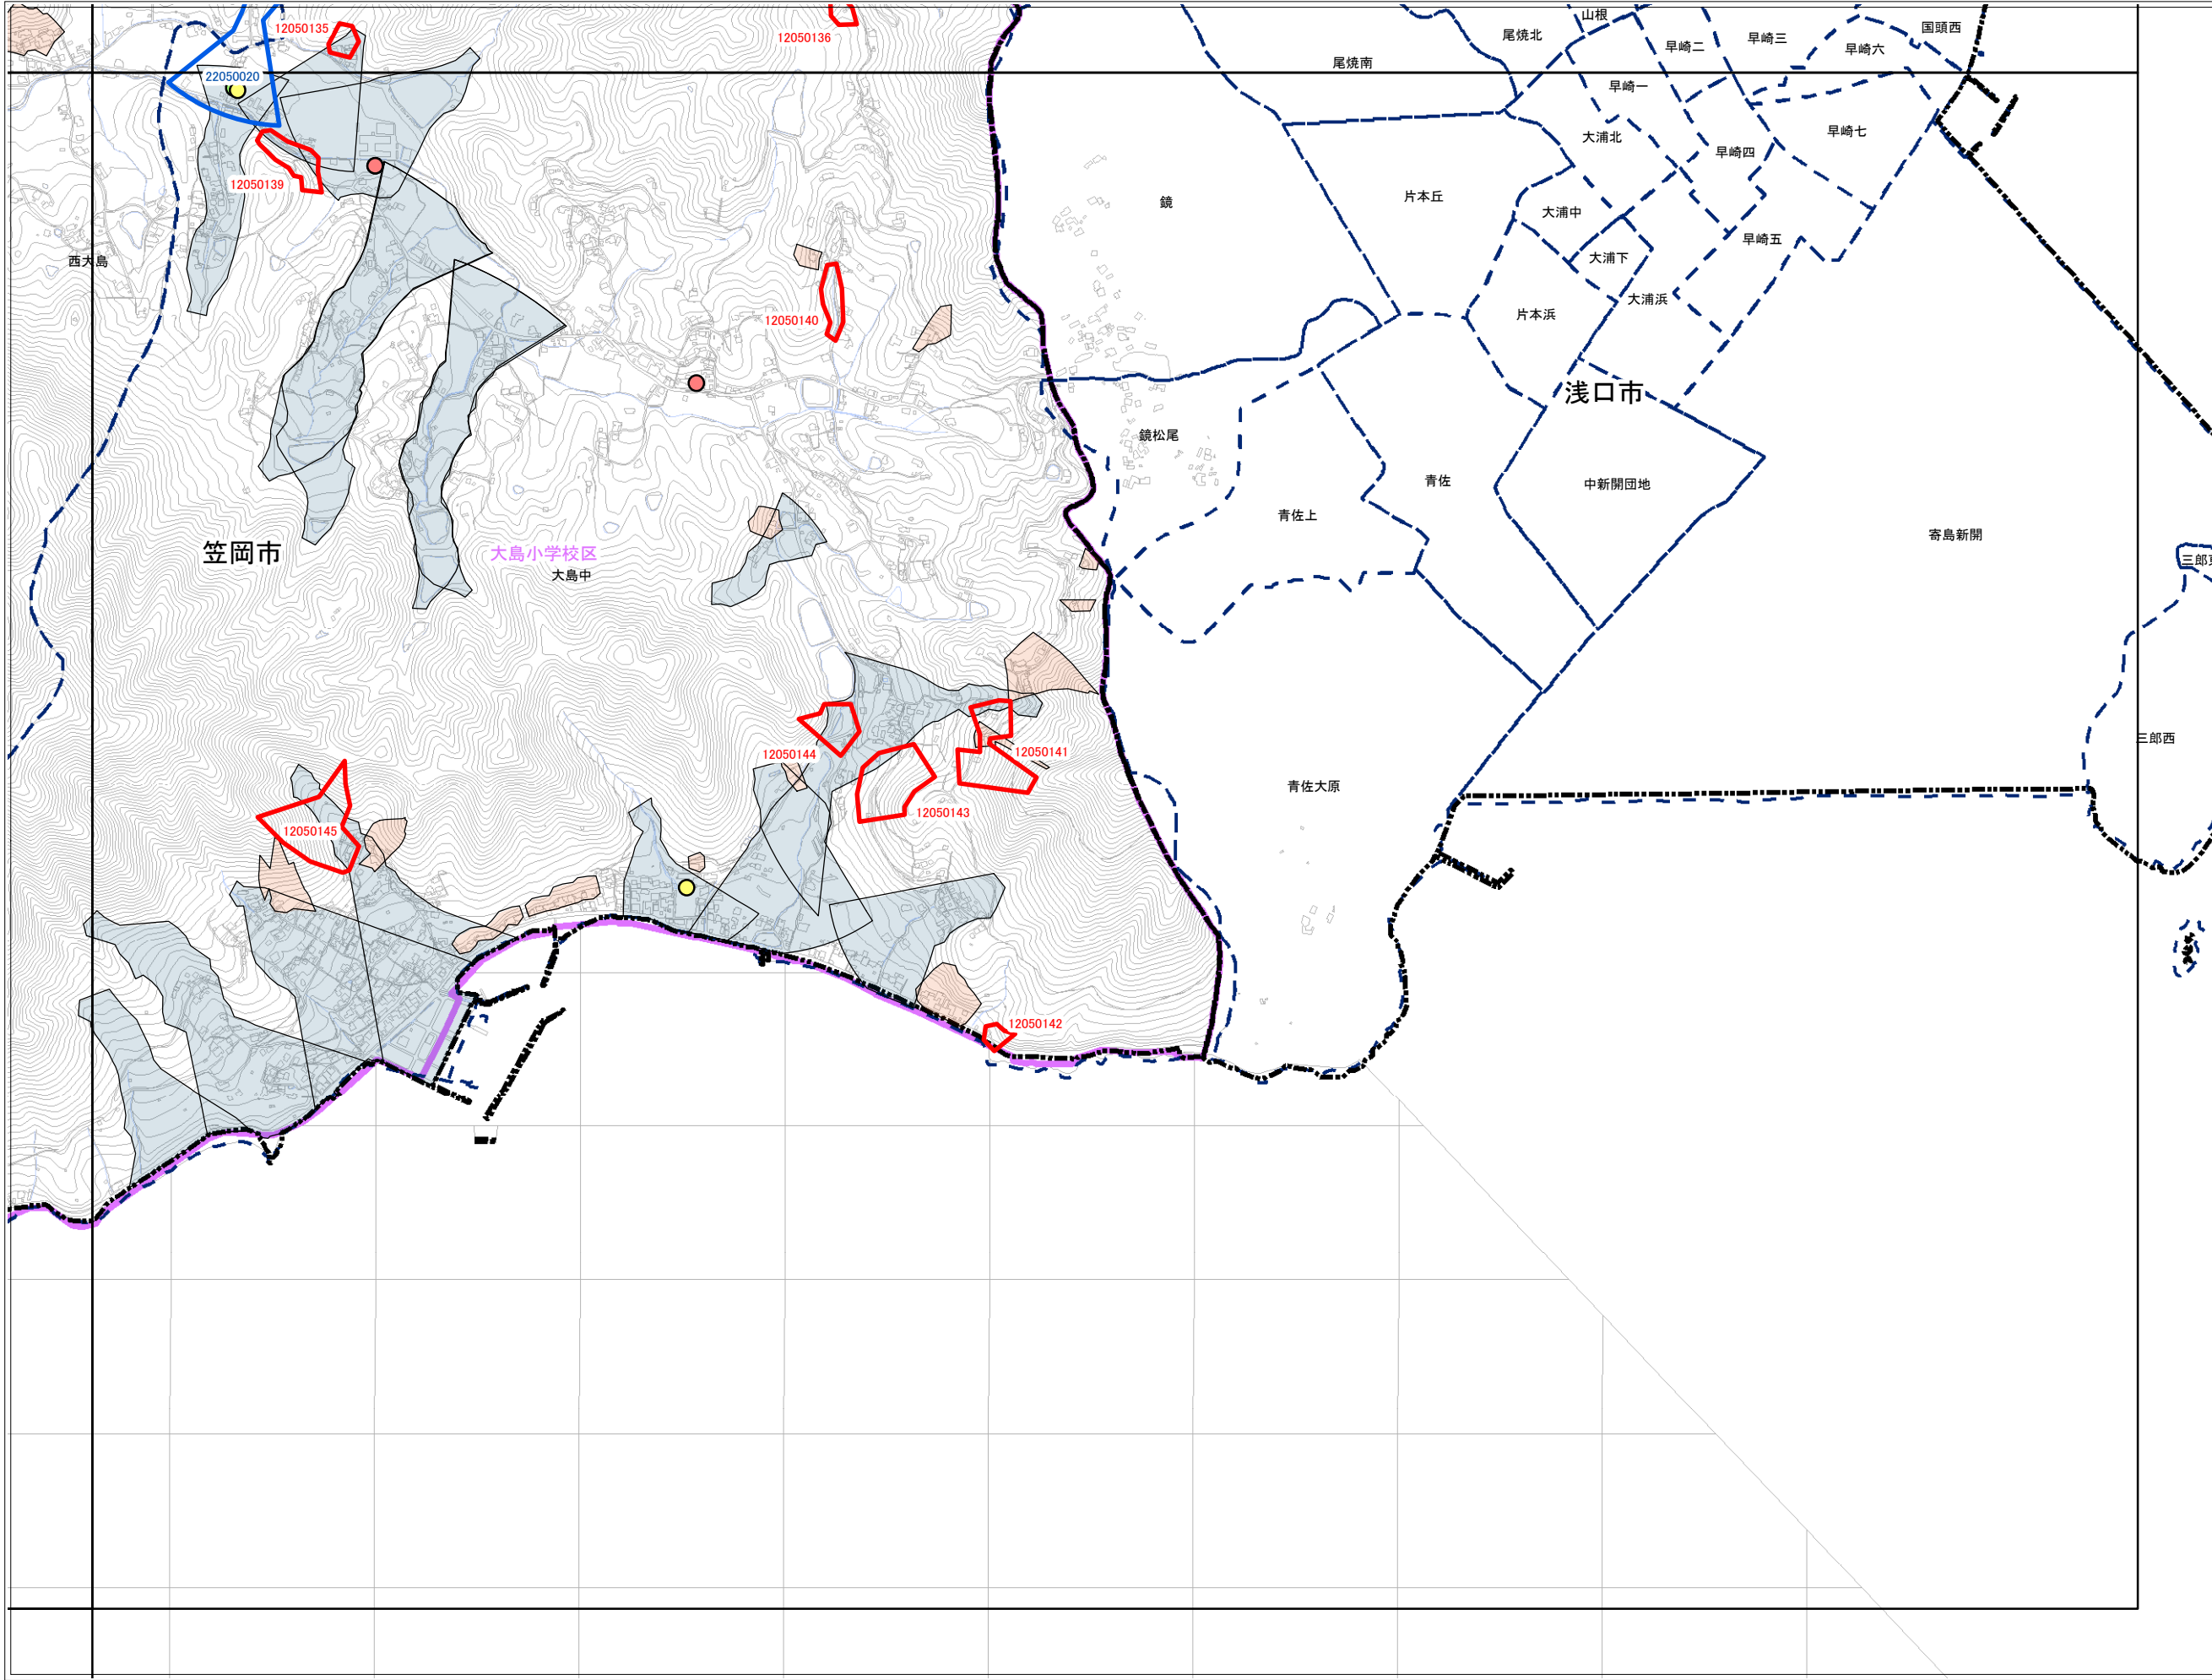 山根
国頭西
12050135
12050136
尾焼北
早崎三
早崎二
早崎六
尾焼南
22050020
早崎一
早崎七
大浦北
早崎四
12050139
片本丘
鏡
大浦中
早崎五
西大島
大浦下
大浦浜
片本浜
12050140
浅口市
鏡松尾
青佐
中新開団地
青佐上
寄島新開
笠岡市
大島小学校区
大島中
三郎
三郎西
12050141
12050144
青佐大原
12050143
12050145
12050142